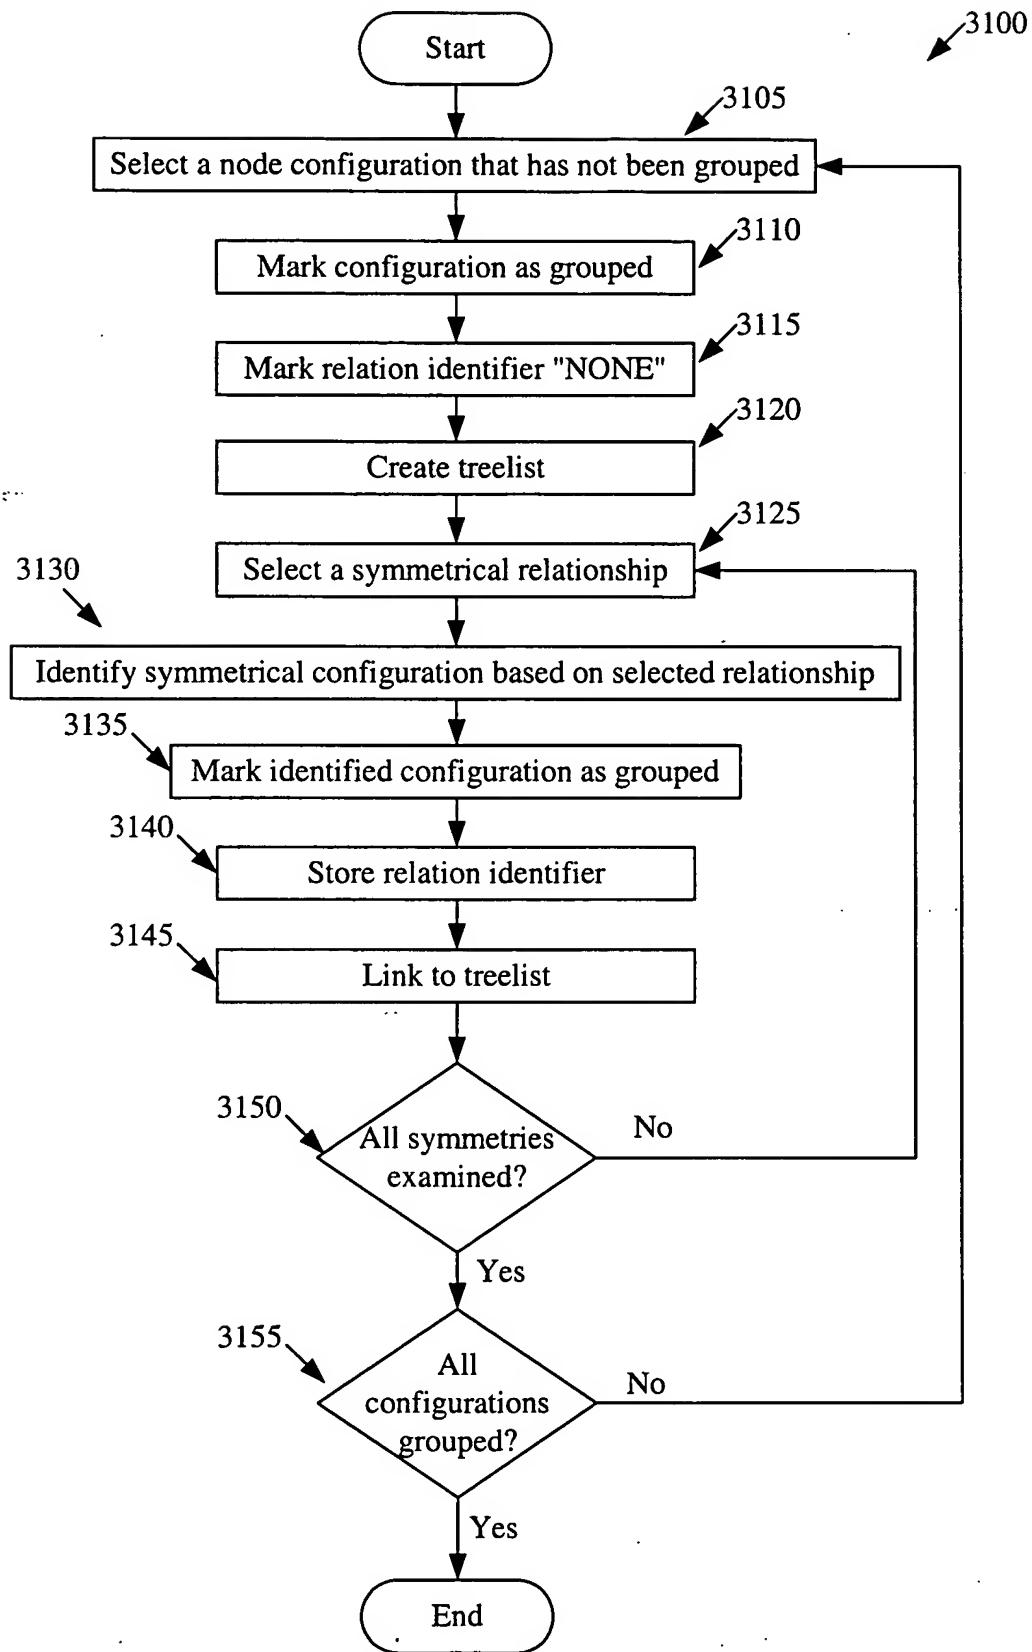 3100
Start
3105
Select a node configuration that has not been grouped
3110
Mark configuration as grouped
3115
Mark relation identifier "NONE"
3120
Create treelist
3125
Select a symmetrical relationship
3130
Identify symmetrical configuration based on selected relationship
3135
Mark identified configuration as grouped
3140
Store relation identifier
3145
Link to treelist
3150
All symmetries
examined?
No
Yes
3155
All
configurations
grouped?
No
Yes
End